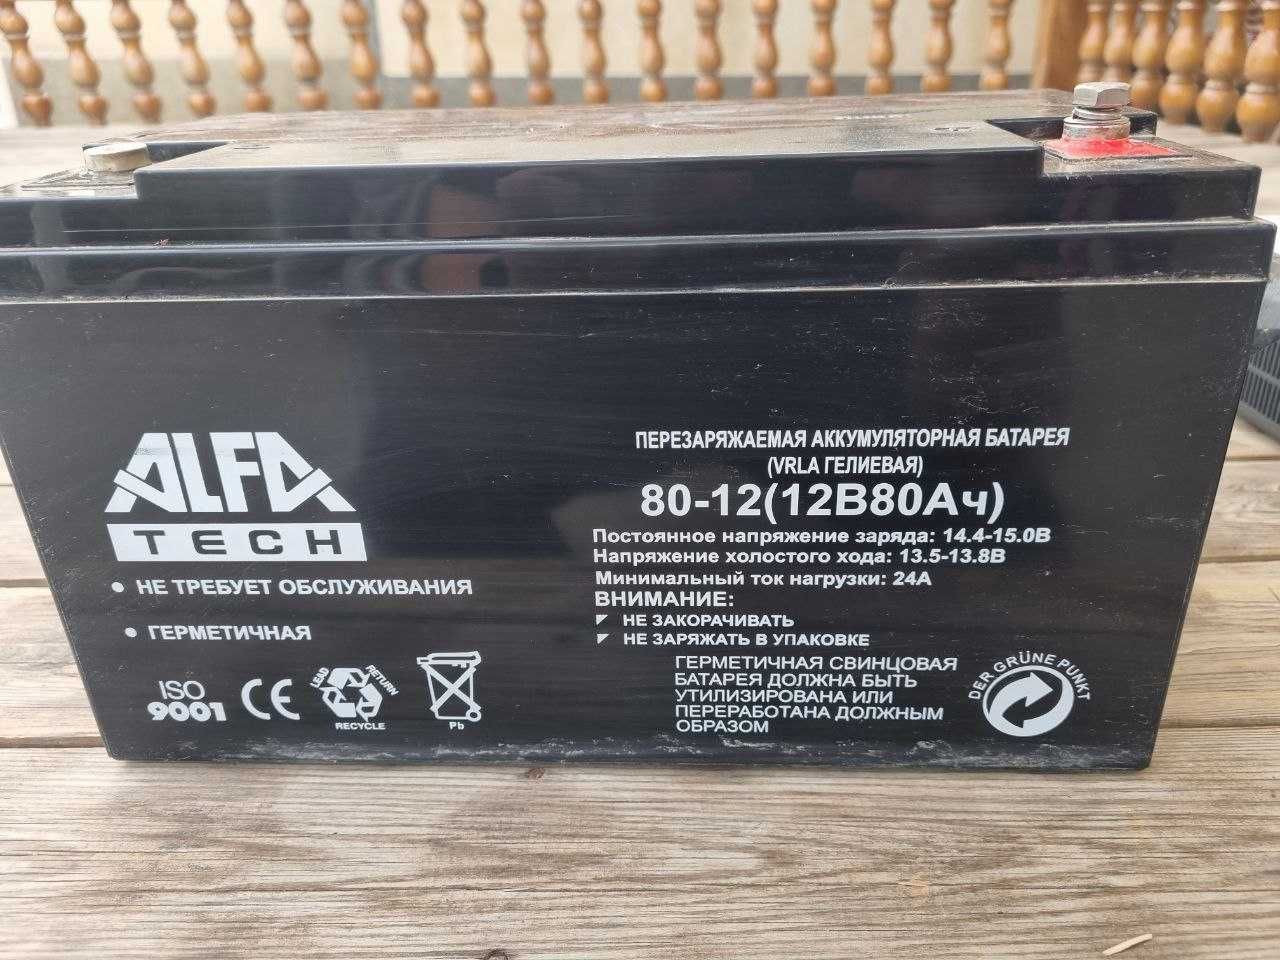 ALFA
TECH
• НЕ ТРЕБУЕТ ОБСЛУЖИВАНИЯ
• ГЕРМЕТИЧНАЯ
ISO
9001
CE
LEAD
RETURN
RECYCLE
Pb
ПЕРЕЗАРЯЖАЕМАЯ АККУМУЛЯТОРНАЯ БАТАРЕЯ
(VRLA ГЕЛИЕВАЯ)
80-12(12В80Ач)
Постоянное напряжение заряда: 14.4-15.0В
Напряжение холостого хода: 13.5-13.8В
Минимальный ток нагрузки: 24А
ВНИМАНИЕ:
НЕ ЗАКОРАЧИВАТЬ
НЕ ЗАРЯЖАТЬ В УПАКОВКЕ
ГЕРМЕТИЧНАЯ СВИНЦОВАЯ
БАТАРЕЯ ДОЛЖНА БЫТЬ
УТИЛИЗИРОВАНА ИЛИ
ПЕРЕРАБОТАНА ДОЛЖНЫМ
ОБРАЗОМ
DER GRÜNE PUNKT